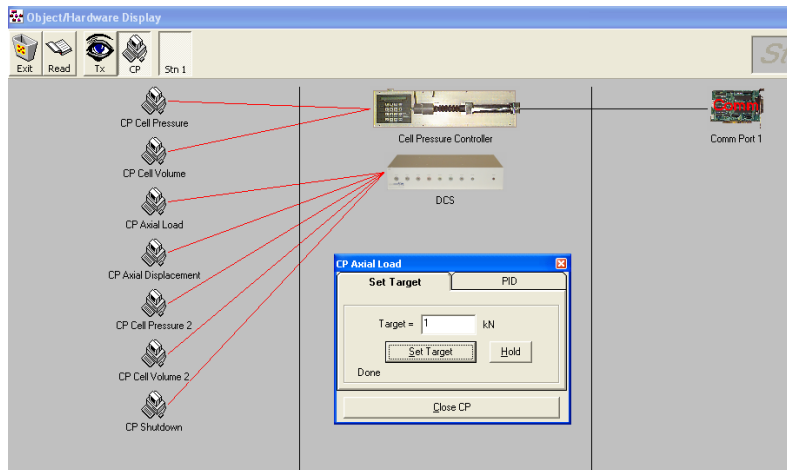 Object/Hardware Display
Exit Read Tx CP Stn 1
CP Cell Pressure
CP Cell Volume
CP Axial Load
CP Axial Displacement
CP Cell Pressure 2
CP Cell Volume 2
CP Shutdown
Cell Pressure Controller
DCS
Comm
Comm Port 1
CP Axial Load
Set Target PID
Target = 1 kN
Set Target Hold
Done
Close CP